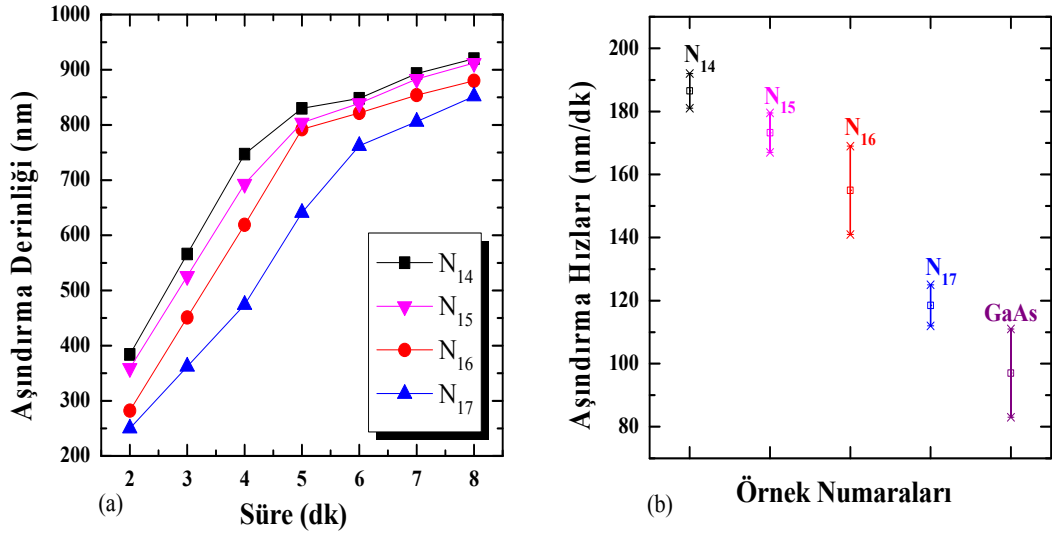 Aşındırma Derinliği (nm)
1000
900
800
700
600
500
400
300
200
N14
N15
N16
N17
2 3 4 5 6 7 8
(a)
Süre (dk)
Aşındırma Hızları (nm/dk)
200
180
160
140
120
100
80
N14
N15
N16
N17
GaAs
(b)
Örnek Numaraları